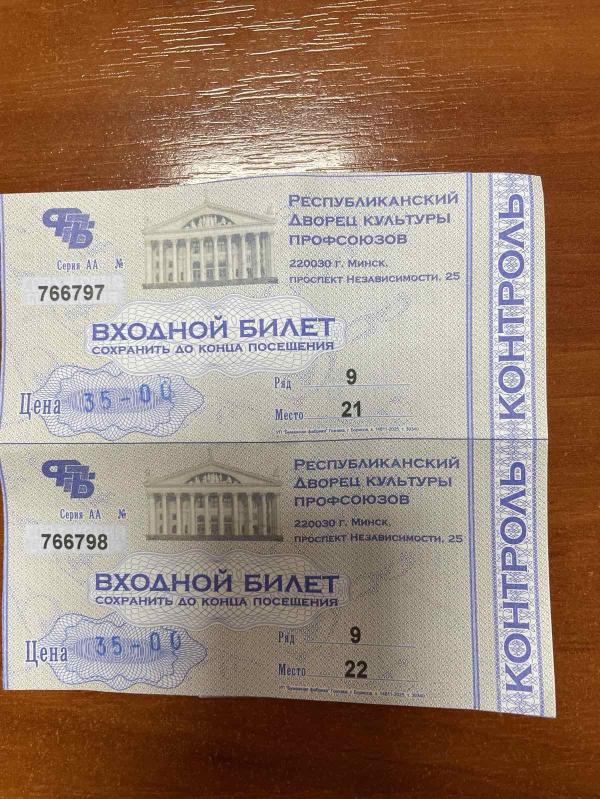 ФПБ
РЕСПУБЛИКАНСКИЙ
ДВОРЕЦ КУЛЬТУРЫ
ПРОФСОЮЗОВ
Серия АА №
766797
220030 г. МИНСК,
ПРОСПЕКТ НЕЗАВИСИМОСТИ, 25
ВХОДНОЙ БИЛЕТ
СОХРАНИТЬ ДО КОНЦА ПОСЕЩЕНИЯ
Цена 35-00
Ряд 9
Место 21
КОНТРОЛЬ
ФПБ
РЕСПУБЛИКАНСКИЙ
ДВОРЕЦ КУЛЬТУРЫ
ПРОФСОЮЗОВ
Серия АА №
766798
220030 г. МИНСК,
ПРОСПЕКТ НЕЗАВИСИМОСТИ, 25
ВХОДНОЙ БИЛЕТ
СОХРАНИТЬ ДО КОНЦА ПОСЕЩЕНИЯ
Цена 35-00
Ряд 9
Место 22
КОНТРОЛЬ